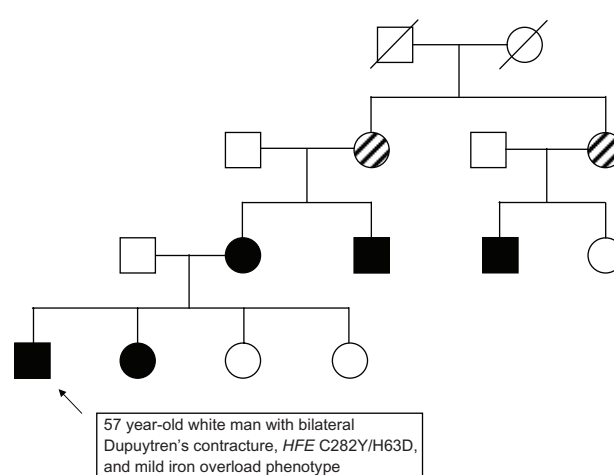 57 year-old white man with bilateral
Dupuytren's contracture, HFE C282Y/H63D,
and mild iron overload phenotype